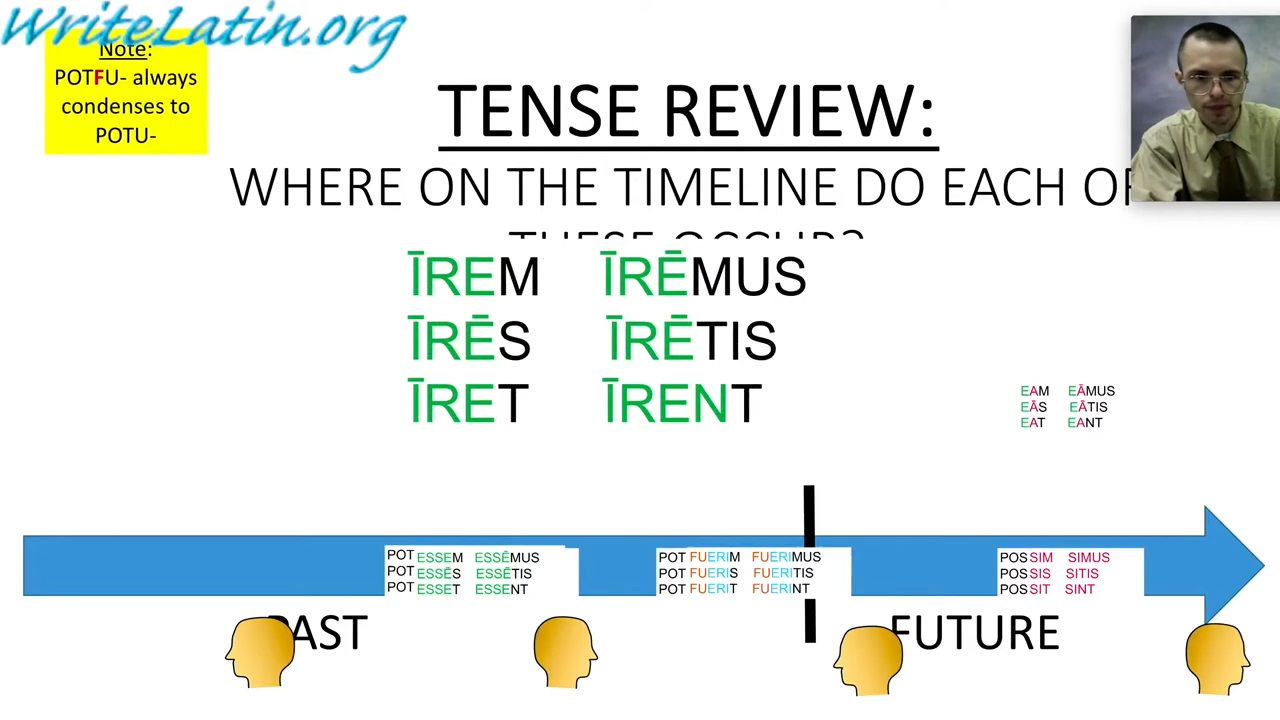 WriteLatin.org
Note:
POTFU- always
condenses to
POTU-
TENSE REVIEW:
WHERE ON THE TIMELINE DO EACH OF
THESE OCCUR?
ĪREM ĪRĒMUS
ĪRĒS ĪRĒTIS
ĪRET ĪRENT
EAM EĀMUS
EĀS EĀTIS
EAT EANT
POT ESSEM ESSĒMUS
POT ESSĒS ESSĒTIS
POT ESSET ESSENT
POT FUERIM FUERIMUS
POT FUERIS FUERITIS
POT FUERIT FUERINT
POS SIM SIMUS
POS SIS SITIS
POS SIT SINT
PAST
FUTURE